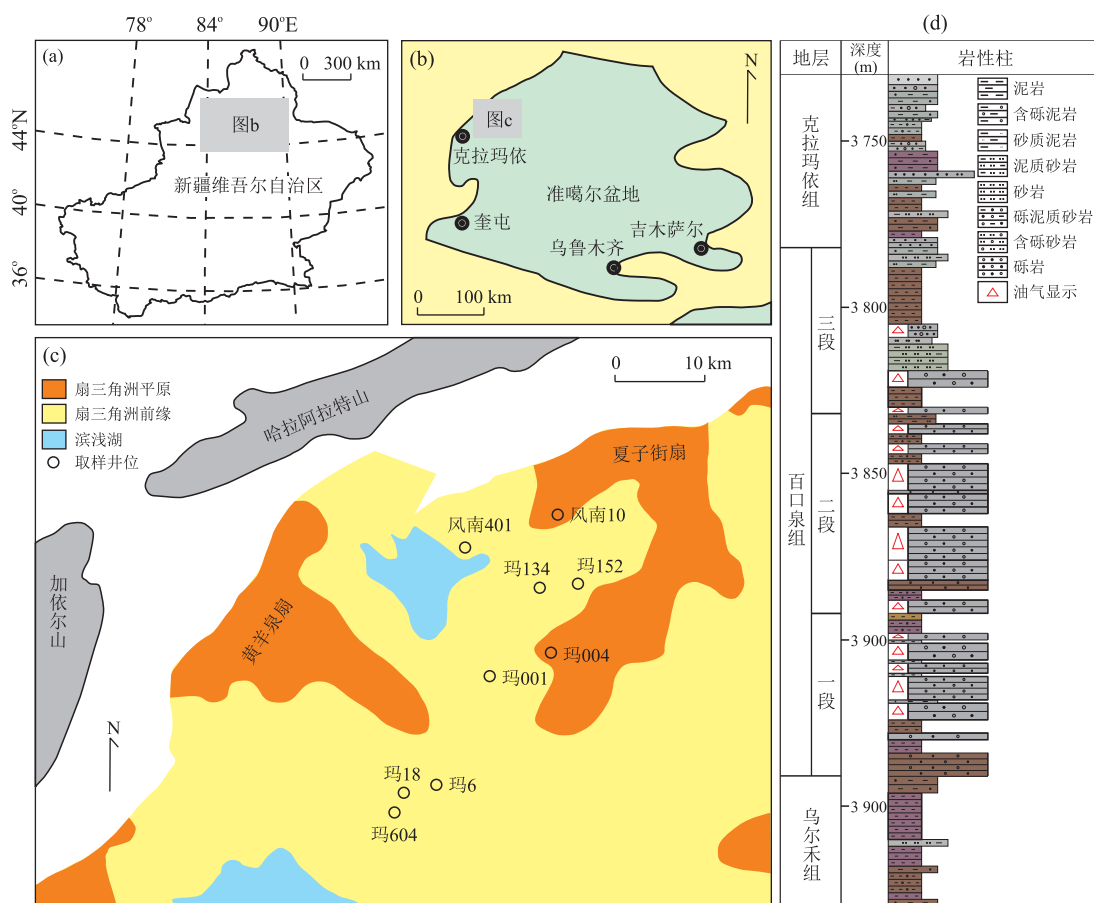 78° 84° 90°E
(a)
0 300 km
图b
新疆维吾尔自治区
44°N
40°
36°
(b)
N
图c
克拉玛依
准噶尔盆地
奎屯
吉木萨尔
乌鲁木齐
0 100 km
(c)
0 10 km
扇三角洲平原
扇三角洲前缘
滨浅湖
取样井位
哈拉阿拉特山
夏子街扇
风南10
风南401
玛134
玛152
加依尔山
黄羊泉扇
玛004
玛001
N
玛18
玛6
玛604
(d)
地层
深度
(m)
岩性柱
克拉玛依组
百口泉组
三段
二段
一段
乌尔禾组
3 750
3 800
3 850
3 900
3 900
泥岩
含砾泥岩
砂质泥岩
泥质砂岩
砂岩
砾泥质砂岩
含砾砂岩
砾岩
油气显示